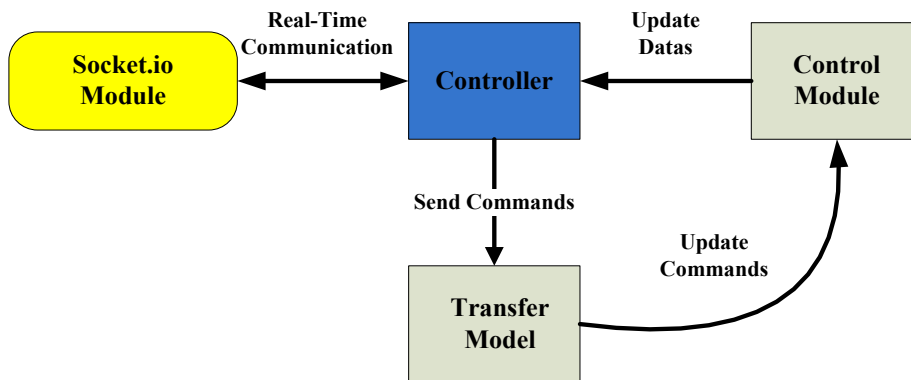 Real-Time
Communication
Update
Datas
Socket.io
Module
Controller
Control
Module
Send Commands
Update
Commands
Transfer
Model